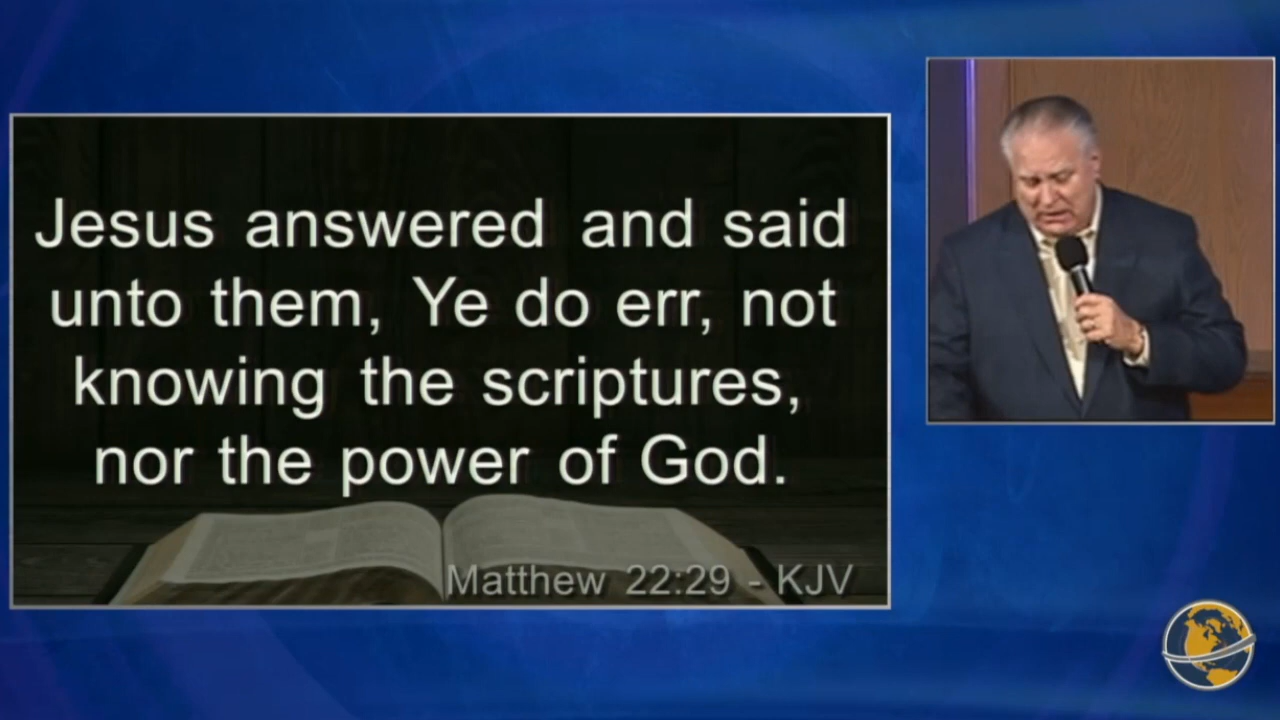 Jesus answered and said
unto them, Ye do err, not
knowing the scriptures,
nor the power of God.
Matthew 22:29 - KJV